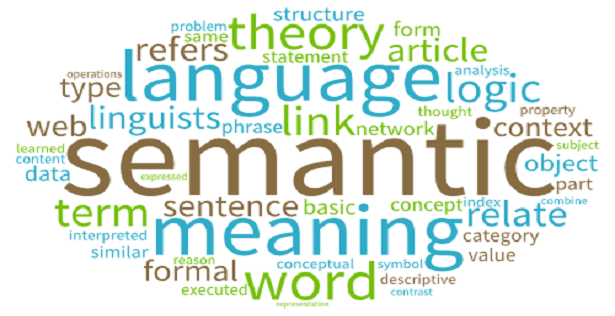 structure
problem theory form
same
refers statement article
operations language analysis
type logic
linguists link thought property
web phrase network context
learned semantic subject
content object
data expressed part
term sentence basic concept index combine
meaning relate
interpreted category
similar reason conceptual symbol value
formal word descriptive
executed contrast
representation